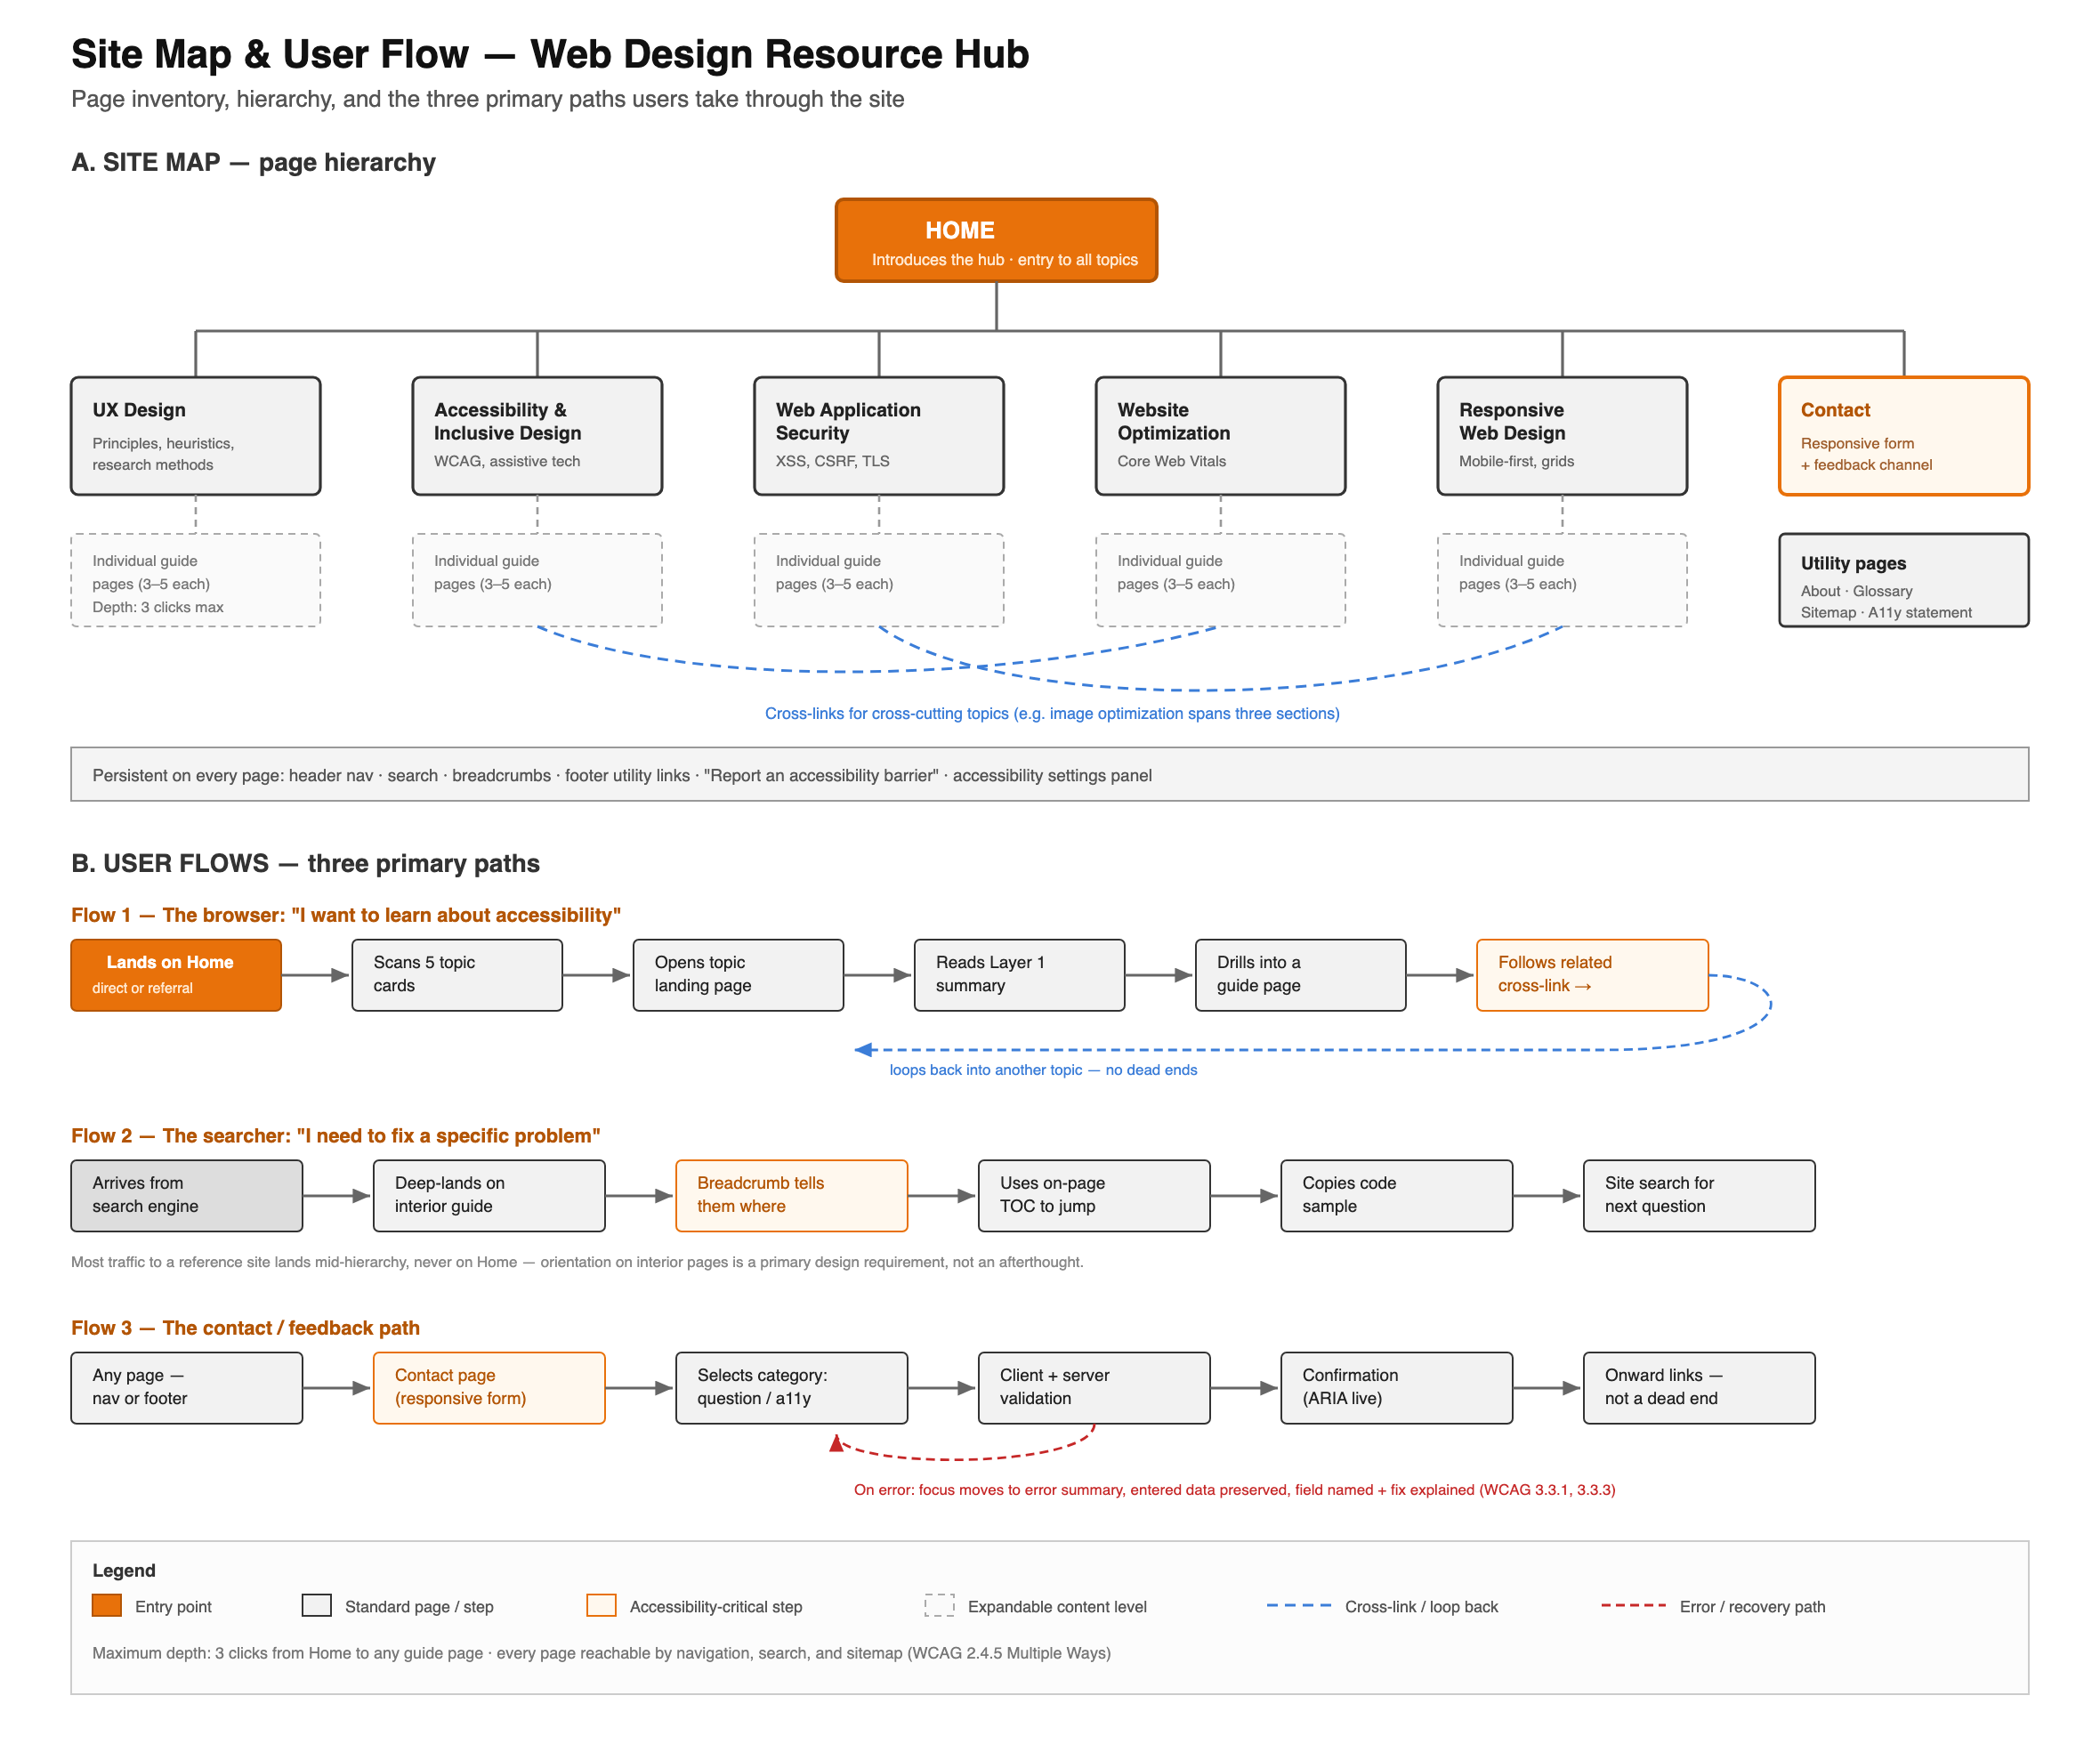 Site Map & User Flow — Web Design Resource Hub
Page inventory, hierarchy, and the three primary paths users take through the site
A. SITE MAP — page hierarchy
HOME
Introduces the hub · entry to all topics
UX Design
Principles, heuristics,
research methods
Accessibility &
Inclusive Design
WCAG, assistive tech
Web Application
Security
XSS, CSRF, TLS
Website
Optimization
Core Web Vitals
Responsive
Web Design
Mobile-first, grids
Contact
Responsive form
+ feedback channel
Individual guide
pages (3–5 each)
Depth: 3 clicks max
Individual guide
pages (3–5 each)
Individual guide
pages (3–5 each)
Individual guide
pages (3–5 each)
Individual guide
pages (3–5 each)
Utility pages
About · Glossary
Sitemap · A11y statement
Cross-links for cross-cutting topics (e.g. image optimization spans three sections)
Persistent on every page: header nav · search · breadcrumbs · footer utility links · "Report an accessibility barrier" · accessibility settings panel
B. USER FLOWS — three primary paths
Flow 1 — The browser: "I want to learn about accessibility"
Lands on Home
direct or referral
Scans 5 topic
cards
Opens topic
landing page
Reads Layer 1
summary
Drills into a
guide page
Follows related
cross-link →
loops back into another topic — no dead ends
Flow 2 — The searcher: "I need to fix a specific problem"
Arrives from
search engine
Deep-lands on
interior guide
Breadcrumb tells
them where
Uses on-page
TOC to jump
Copies code
sample
Site search for
next question
Most traffic to a reference site lands mid-hierarchy, never on Home — orientation on interior pages is a primary design requirement, not an afterthought.
Flow 3 — The contact / feedback path
Any page —
nav or footer
Contact page
(responsive form)
Selects category:
question / a11y
Client + server
validation
Confirmation
(ARIA live)
Onward links —
not a dead end
On error: focus moves to error summary, entered data preserved, field named + fix explained (WCAG 3.3.1, 3.3.3)
Legend
Entry point
Standard page / step
Accessibility-critical step
Expandable content level
Cross-link / loop back
Error / recovery path
Maximum depth: 3 clicks from Home to any guide page · every page reachable by navigation, search, and sitemap (WCAG 2.4.5 Multiple Ways)